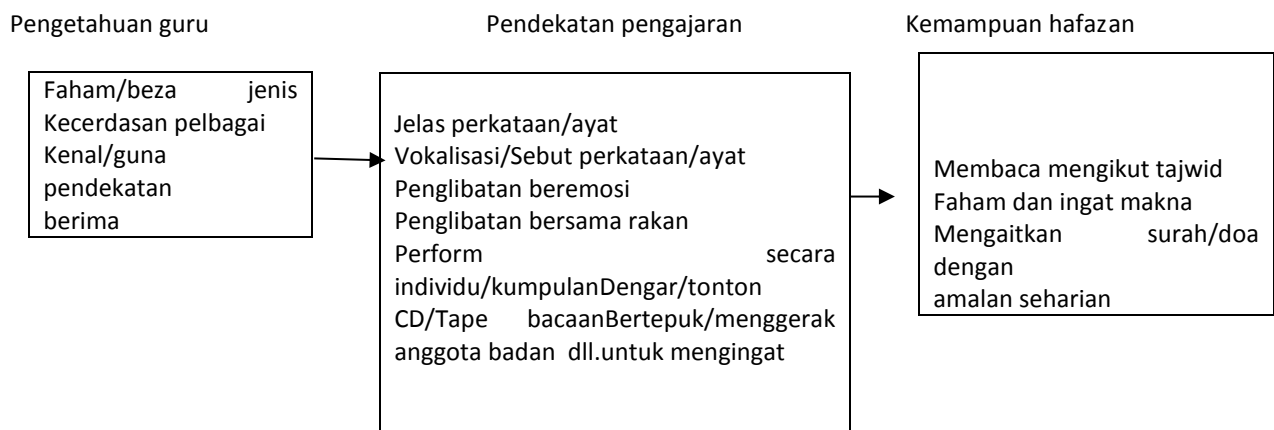 Pengetahuan guru
Pendekatan pengajaran
Kemampuan hafazan
Faham/beza jenis
Kecerdasan pelbagai
Kenal/guna
pendekatan
berima
Jelas perkataan/ayat
Vokalisasi/Sebut perkataan/ayat
Penglibatan beremosi
Penglibatan bersama rakan
Perform secara
individu/kumpulanDengar/tonton
CD/Tape bacaanBertepuk/menggerak
anggota badan dll.untuk mengingat
Membaca mengikut tajwid
Faham dan ingat makna
Mengaitkan surah/doa
dengan
amalan seharian